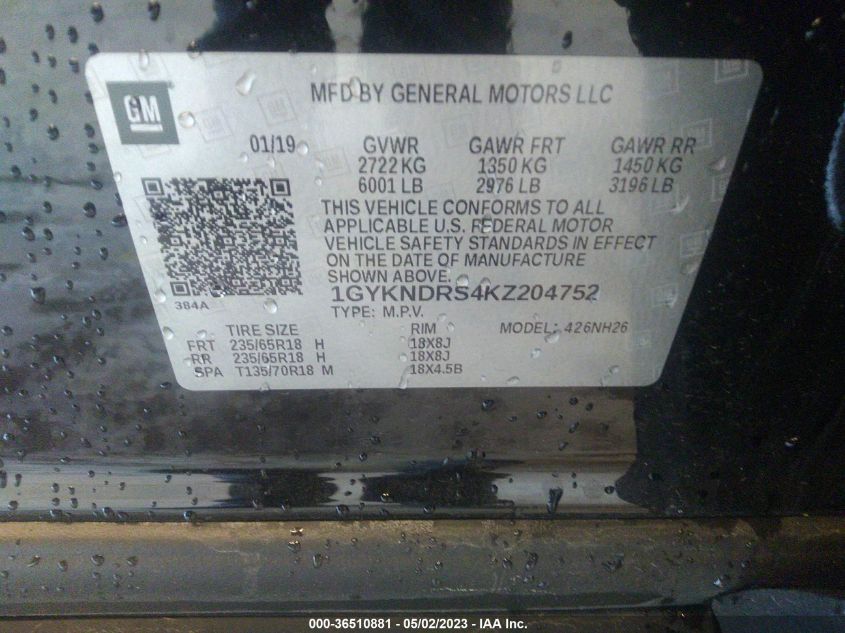 GM
MFD BY GENERAL MOTORS LLC
01/19 GVWR GAWR FRT GAWR RR
2722 KG 1350 KG 1450 KG
6001 LB 2976 LB 3196 LB
THIS VEHICLE CONFORMS TO ALL
APPLICABLE U.S. FEDERAL MOTOR
VEHICLE SAFETY STANDARDS IN EFFECT
ON THE DATE OF MANUFACTURE
SHOWN ABOVE.
384A
1GYKNDRS4KZ204752
TYPE: M.P.V.
TIRE SIZE RIM MODEL: 426NH26
FRT 235/65R18 H 18X8J
RR 235/65R18 H 18X8J
SPA T135/70R18 M 18X4.5B
000-36510881 - 05/02/2023 - IAA Inc.